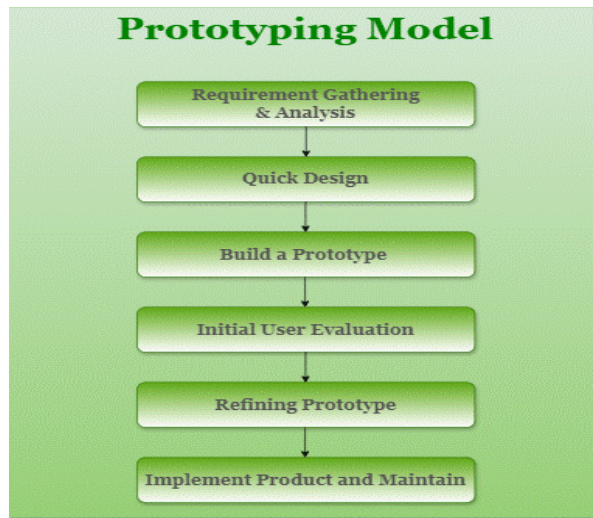 Prototyping Model
Requirement Gathering
& Analysis
Quick Design
Build a Prototype
Initial User Evaluation
Refining Prototype
Implement Product and Maintain